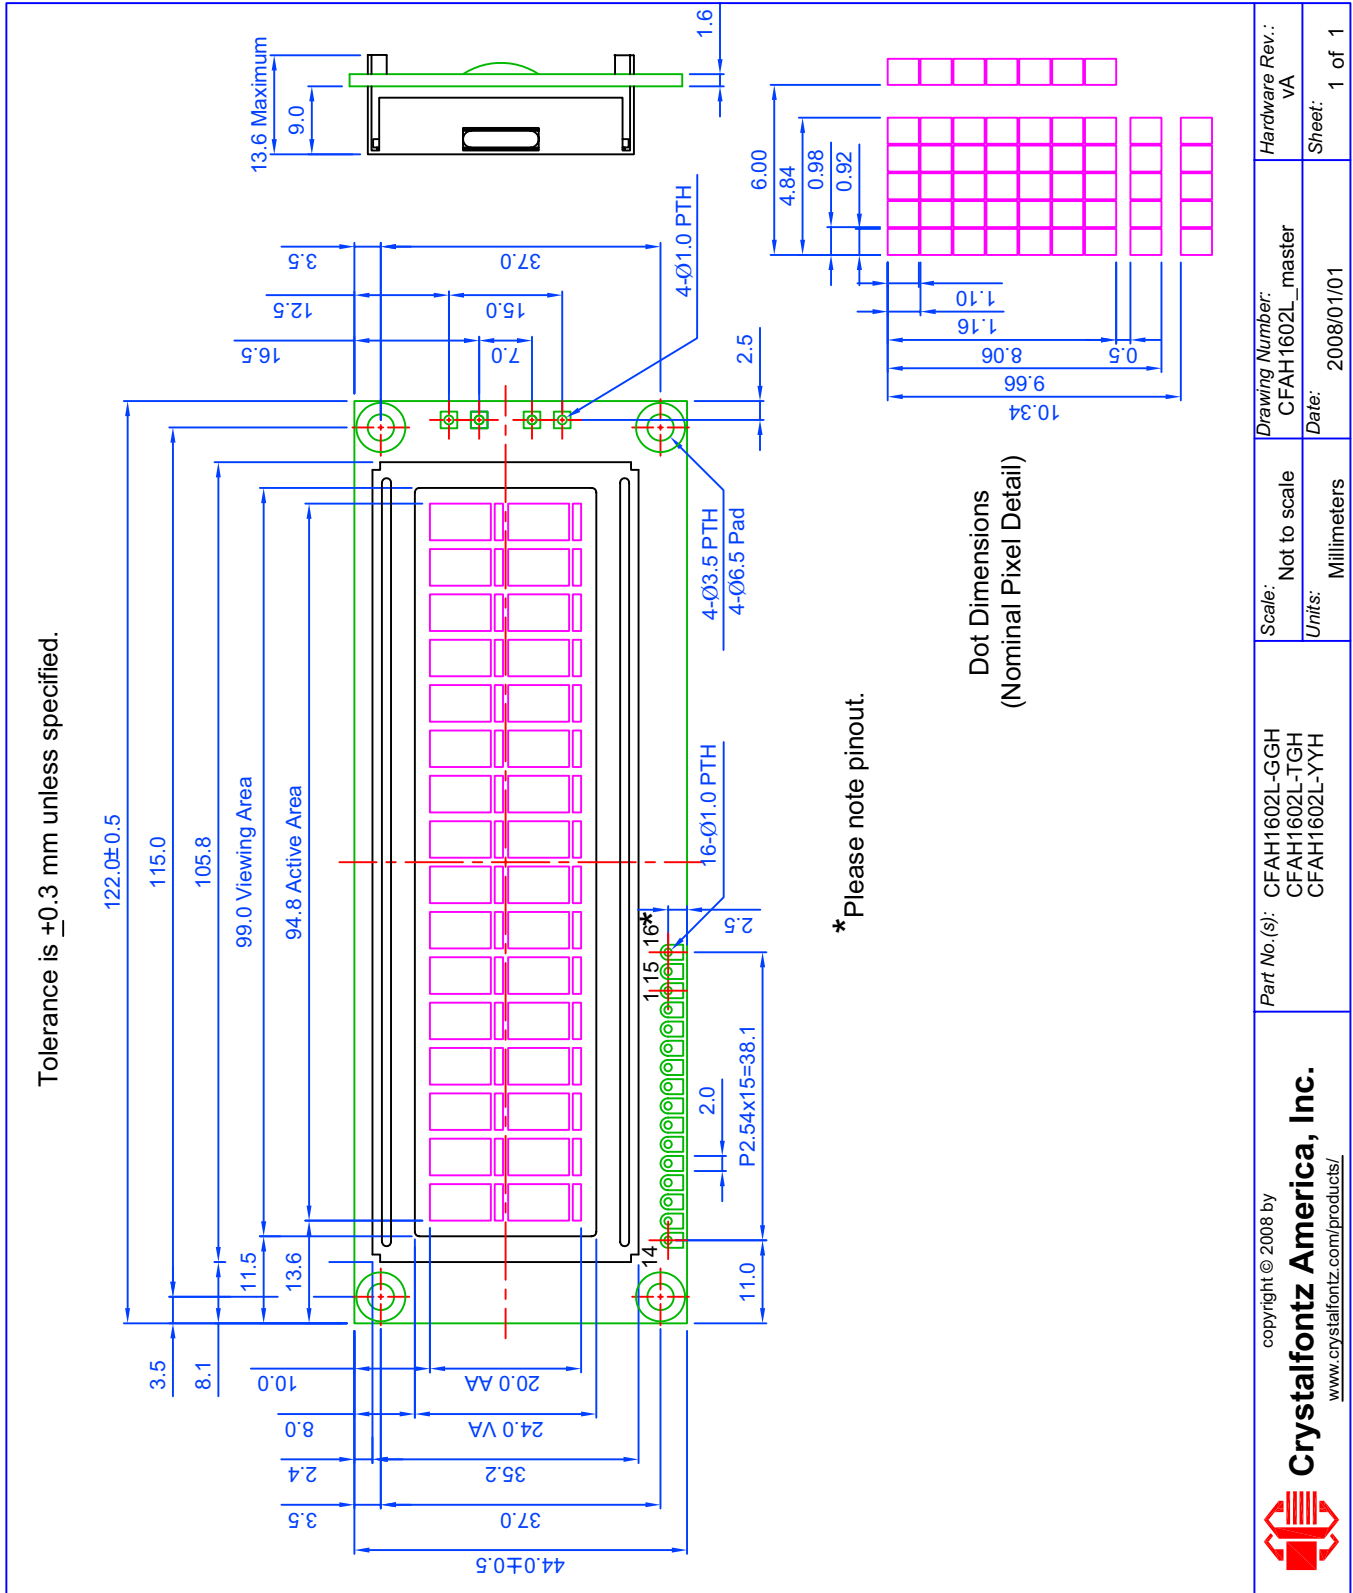 Tolerance is ±0.3 mm unless specified.
122.0±0.5
115.0
105.8
99.0 Viewing Area
94.8 Active Area
3.5
8.1
11.5
13.6
44.0±0.5
3.5
37.0
2.4
35.2
8.0
24.0 VA
10.0
20.0 AA
3.5
37.0
12.5
15.0
16.5
7.0
2.5
4-Ø1.0 PTH
4-Ø3.5 PTH
4-Ø6.5 Pad
16-Ø1.0 PTH
14
1 15 16*
2.5
2.0
P2.54x15=38.1
11.0
13.6 Maximum
9.0
1.6
*Please note pinout.
6.00
4.84
0.98
0.92
1.10
1.16
8.06
0.5
9.66
10.34
Dot Dimensions
(Nominal Pixel Detail)
copyright © 2008 by
Crystalfontz America, Inc.
www.crystalfontz.com/products/
Part No.(s): CFAH1602L-GGH
CFAH1602L-TGH
CFAH1602L-YYH
Scale:
Not to scale
Units:
Millimeters
Drawing Number:
CFAH1602L_master
Date:
2008/01/01
Hardware Rev.:
vA
Sheet:
1 of 1